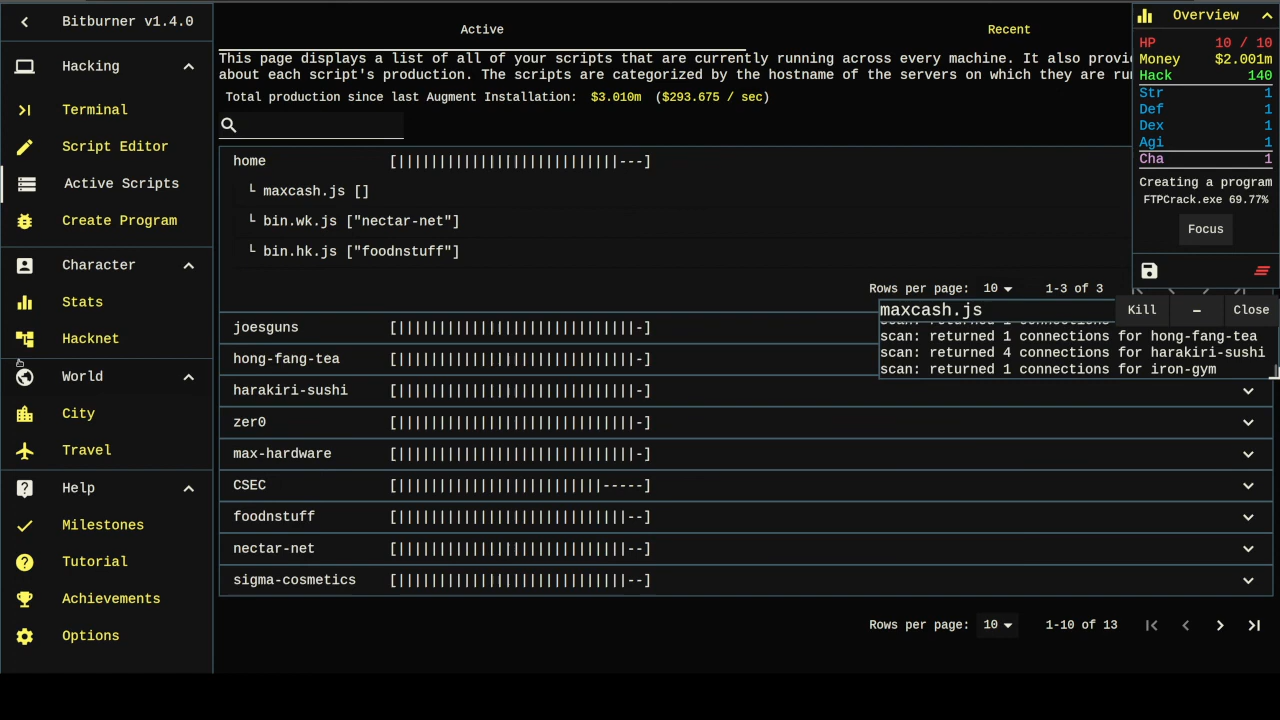 Bitburner v1.4.0
Hacking
Terminal
Script Editor
Active Scripts
Create Program
Character
Stats
Hacknet
World
City
Travel
Help
Milestones
Tutorial
Achievements
Options
Active
Recent
This page displays a list of all of your scripts that are currently running across every machine. It also provi
about each script's production. The scripts are categorized by the hostname of the servers on which they are ru
Total production since last Augment Installation: $3.010m ($293.675 / sec)
home [|||||||||||||||||||||||||||---]
└ maxcash.js []
└ bin.wk.js ["nectar-net"]
└ bin.hk.js ["foodnstuff"]
Rows per page: 10 1-3 of 3
joesguns [|||||||||||||||||||||||||||||-]
hong-fang-tea [|||||||||||||||||||||||||||||-]
harakiri-sushi [|||||||||||||||||||||||||||||-]
zer0 [|||||||||||||||||||||||||||||-]
max-hardware [|||||||||||||||||||||||||||||-]
CSEC [|||||||||||||||||||||||||-----]
foodnstuff [||||||||||||||||||||||||||||--]
nectar-net [||||||||||||||||||||||||||||--]
sigma-cosmetics [||||||||||||||||||||||||||||--]
Rows per page: 10 1-10 of 13
Overview
HP 10 / 10
Money $2.001m
Hack 140
Str 1
Def 1
Dex 1
Agi 1
Cha 1
Creating a program
FTPCrack.exe 69.77%
Focus
maxcash.js Kill – Close
scan: returned 1 connections
scan: returned 1 connections for hong-fang-tea
scan: returned 4 connections for harakiri-sushi
scan: returned 1 connections for iron-gym